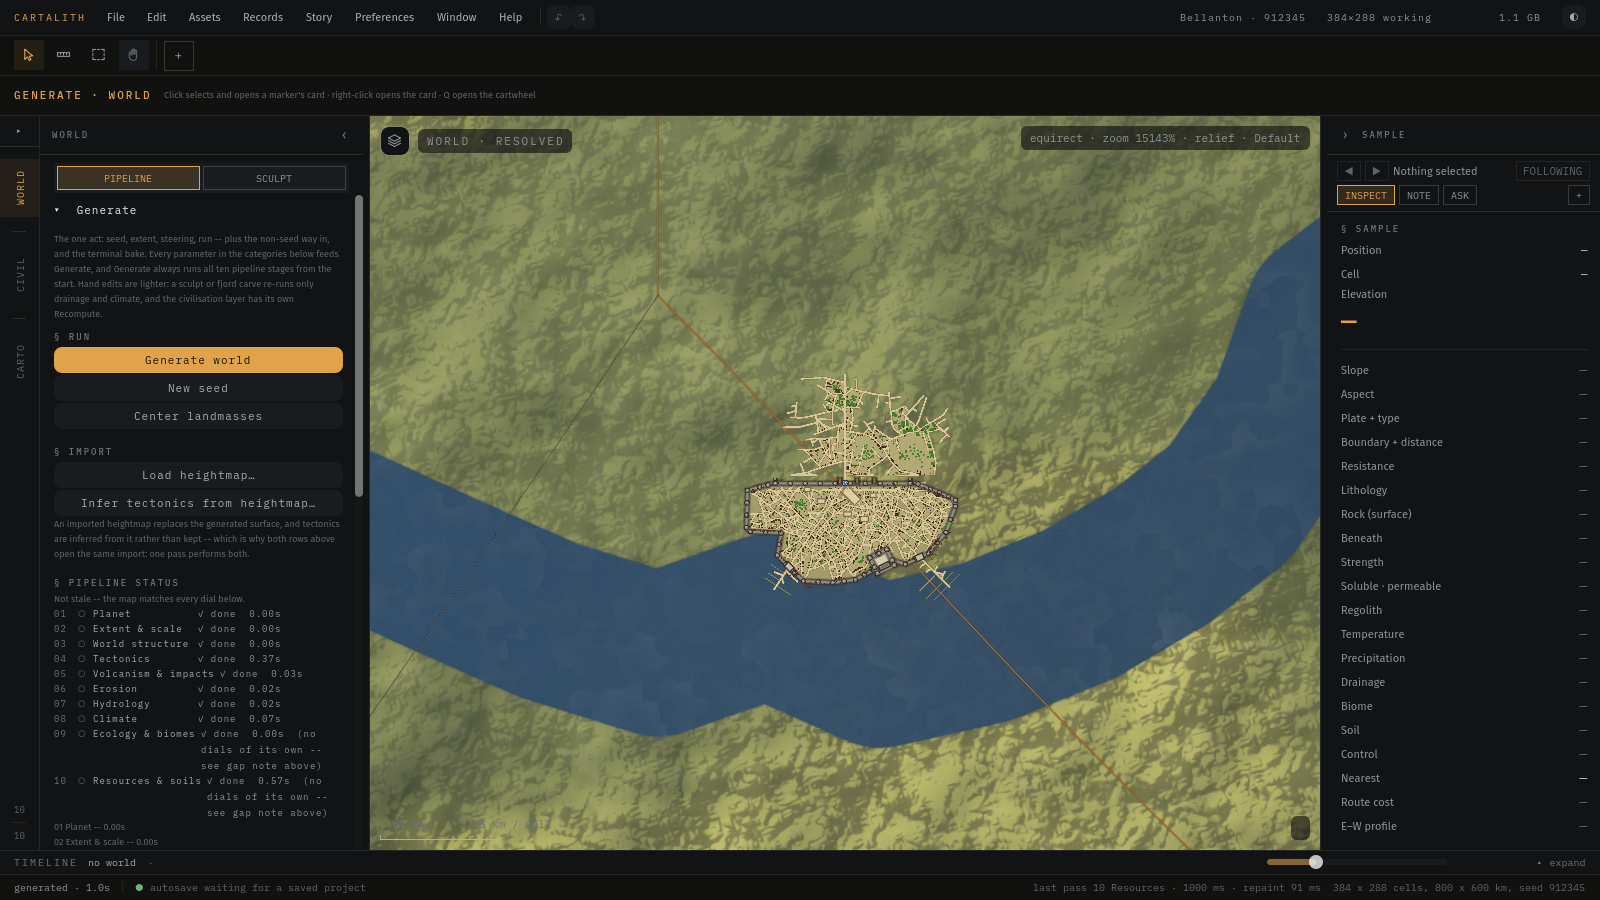 CARTALITH File Edit Assets Records Story Preferences Window Help
Bellanton · 912345 384×288 working 1.1 GB
+
GENERATE · WORLD Click selects and opens a marker's card · right-click opens the card · Q opens the cartwheel
WORLD
CIVIL
CARTO
10
10
WORLD
PIPELINE SCULPT
Generate
The one act: seed, extent, steering, run -- plus the non-seed way in,
and the terminal bake. Every parameter in the categories below feeds
Generate, and Generate always runs all ten pipeline stages from the
start. Hand edits are lighter: a sculpt or fjord carve re-runs only
drainage and climate, and the civilisation layer has its own
Recompute.
§ RUN
Generate world
New seed
Center landmasses
§ IMPORT
Load heightmap…
Infer tectonics from heightmap…
An imported heightmap replaces the generated surface, and tectonics
are inferred from it rather than kept -- which is why both rows above
open the same import: one pass performs both.
§ PIPELINE STATUS
Not stale -- the map matches every dial below.
01 ○ Planet √ done 0.00s
02 ○ Extent & scale √ done 0.00s
03 ○ World structure √ done 0.00s
04 ○ Tectonics √ done 0.37s
05 ○ Volcanism & impacts √ done 0.03s
06 ○ Erosion √ done 0.02s
07 ○ Hydrology √ done 0.02s
08 ○ Climate √ done 0.07s
09 ○ Ecology & biomes √ done 0.00s (no
dials of its own --
see gap note above)
10 ○ Resources & soils √ done 0.57s (no
dials of its own --
see gap note above)
01 Planet -- 0.00s
02 Extent & scale -- 0.00s
WORLD · RESOLVED
equirect · zoom 15143% · relief · Default
SAMPLE
Nothing selected FOLLOWING
INSPECT NOTE ASK +
§ SAMPLE
Position —
Cell —
Elevation
—
Slope —
Aspect —
Plate + type —
Boundary + distance —
Resistance —
Lithology —
Rock (surface) —
Beneath —
Strength —
Soluble · permeable —
Regolith —
Temperature —
Precipitation —
Drainage —
Biome —
Soil —
Control —
Nearest —
Route cost —
E–W profile —
TIMELINE no world ·
expand
generated · 1.0s autosave waiting for a saved project
last pass 10 Resources · 1000 ms · repaint 91 ms 384 x 288 cells, 800 x 600 km, seed 912345